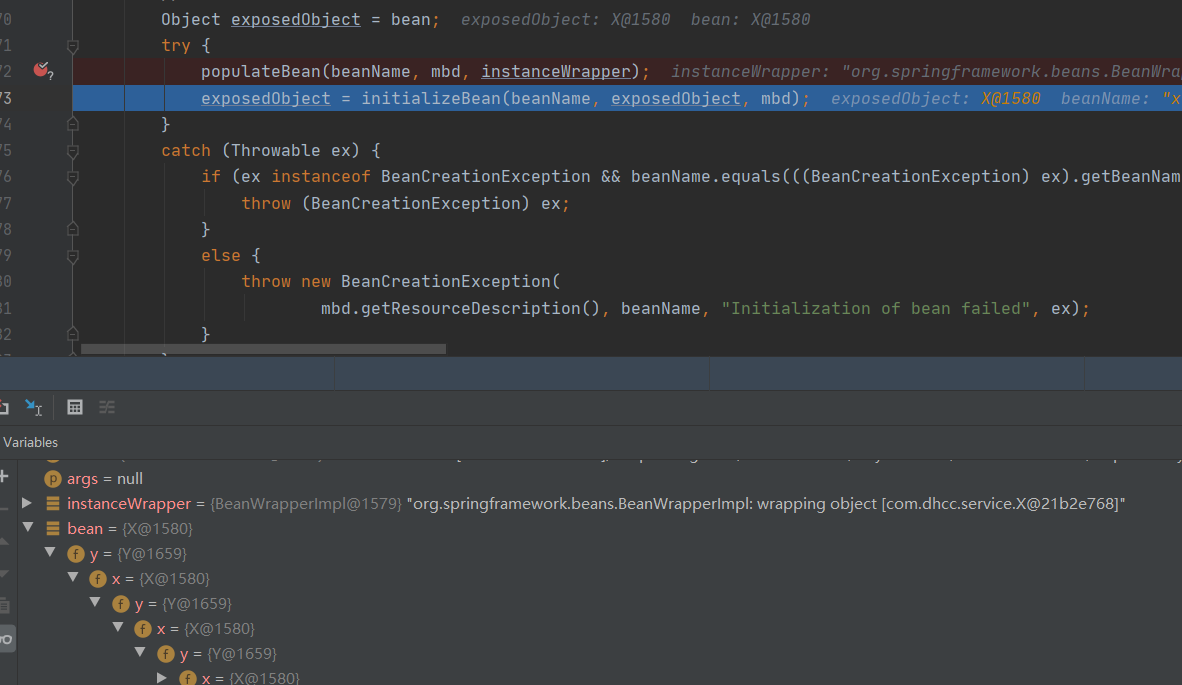 70 Object exposedObject = bean; exposedObject: X@1580 bean: X@1580
71 try {
72 populateBean(beanName, mbd, instanceWrapper); instanceWrapper: "org.springframework.beans.BeanWra
73 exposedObject = initializeBean(beanName, exposedObject, mbd); exposedObject: X@1580 beanName: "x
74 }
75 catch (Throwable ex) {
76 if (ex instanceof BeanCreationException && beanName.equals(((BeanCreationException) ex).getBeanNam
77 throw (BeanCreationException) ex;
78 }
79 else {
80 throw new BeanCreationException(
81 mbd.getResourceDescription(), beanName, "Initialization of bean failed", ex);
82 }
Variables
p args = null
instanceWrapper = {BeanWrapperImpl@1579} "org.springframework.beans.BeanWrapperImpl: wrapping object [com.dhcc.service.X@21b2e768]"
bean = {X@1580}
f y = {Y@1659}
f x = {X@1580}
f y = {Y@1659}
f x = {X@1580}
f y = {Y@1659}
f x = {X@1580}